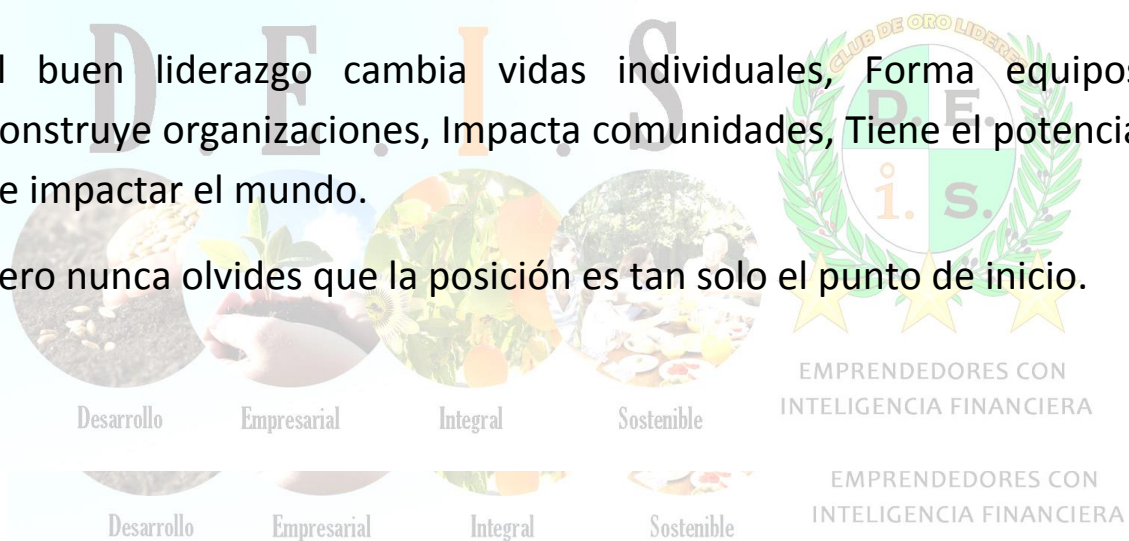 D . E . I . S
CLUB DE ORO
l buen liderazgo cambia vidas individuales, Forma equipos
onstruye organizaciones, Impacta comunidades, Tiene el potencia
e impactar el mundo.
D. E.
i. S.
ero nunca olvides que la posición es tan solo el punto de inicio.
EMPRENDEDORES CON
INTELIGENCIA FINANCIERA
Desarrollo Empresarial Integral Sostenible
EMPRENDEDORES CON
INTELIGENCIA FINANCIERA
Desarrollo Empresarial Integral Sostenible